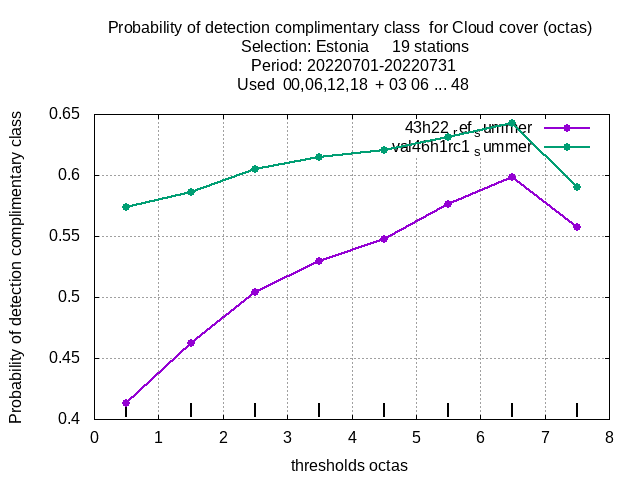 Probability of detection complimentary class  for Cloud cover (octas)
Selection: Estonia     19 stations
Period: 20220701-20220731
Used  00,06,12,18  + 03 06 ... 48
Probability of detection complimentary class
0.65
0.6
0.55
0.5
0.45
0.4
43h22_ref_summer
val46h1rc1_summer
0 1 2 3 4 5 6 7 8
thresholds octas